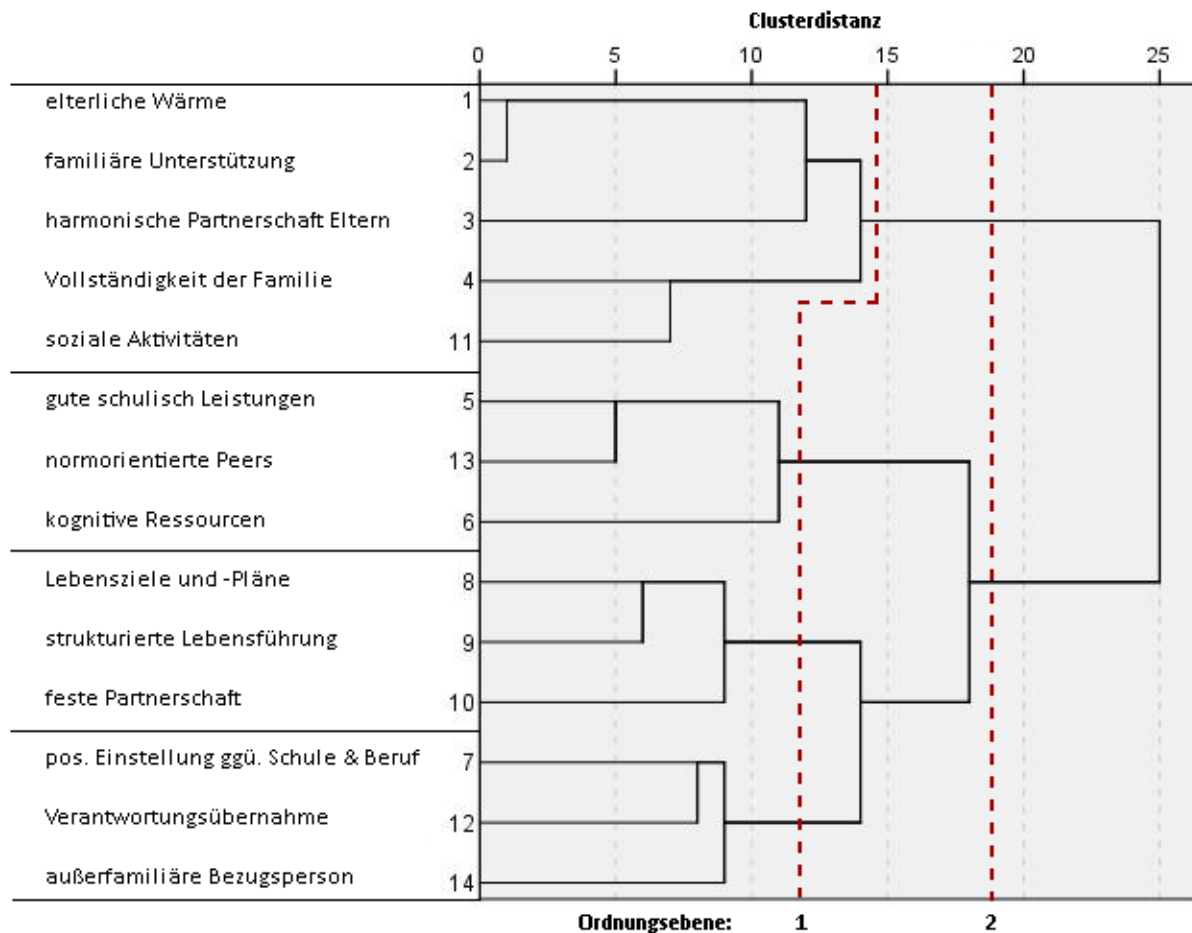 Clusterdistanz
0 5 10 15 20 25
elterliche Wärme 1
familiäre Unterstützung 2
harmonische Partnerschaft Eltern 3
Vollständigkeit der Familie 4
soziale Aktivitäten 11
gute schulisch Leistungen 5
normorientierte Peers 13
kognitive Ressourcen 6
Lebensziele und -Pläne 8
strukturierte Lebensführung 9
feste Partnerschaft 10
pos. Einstellung ggü. Schule & Beruf 7
Verantwortungsübernahme 12
außerfamiliäre Bezugsperson 14
Ordnungsebene: 1 2